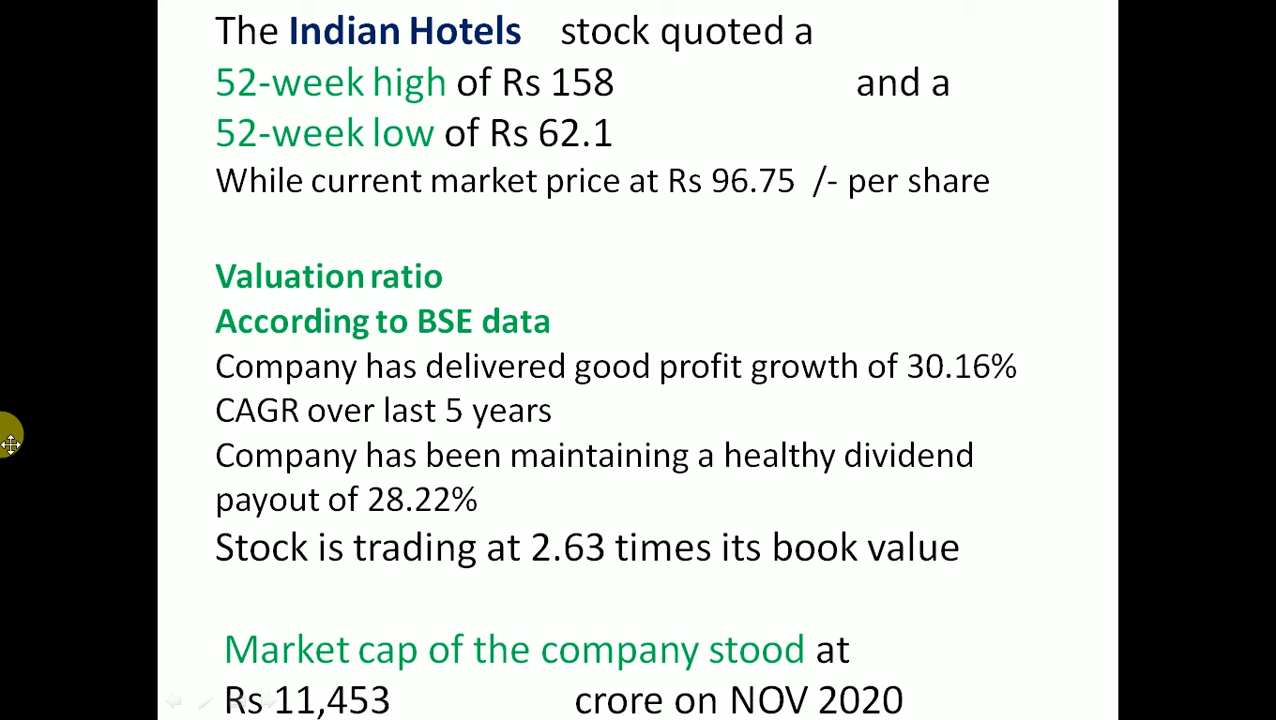 The Indian Hotels stock quoted a
52-week high of Rs 158 and a
52-week low of Rs 62.1
While current market price at Rs 96.75 /- per share
Valuation ratio
According to BSE data
Company has delivered good profit growth of 30.16%
CAGR over last 5 years
Company has been maintaining a healthy dividend
payout of 28.22%
Stock is trading at 2.63 times its book value
Market cap of the company stood at
Rs 11,453 crore on NOV 2020